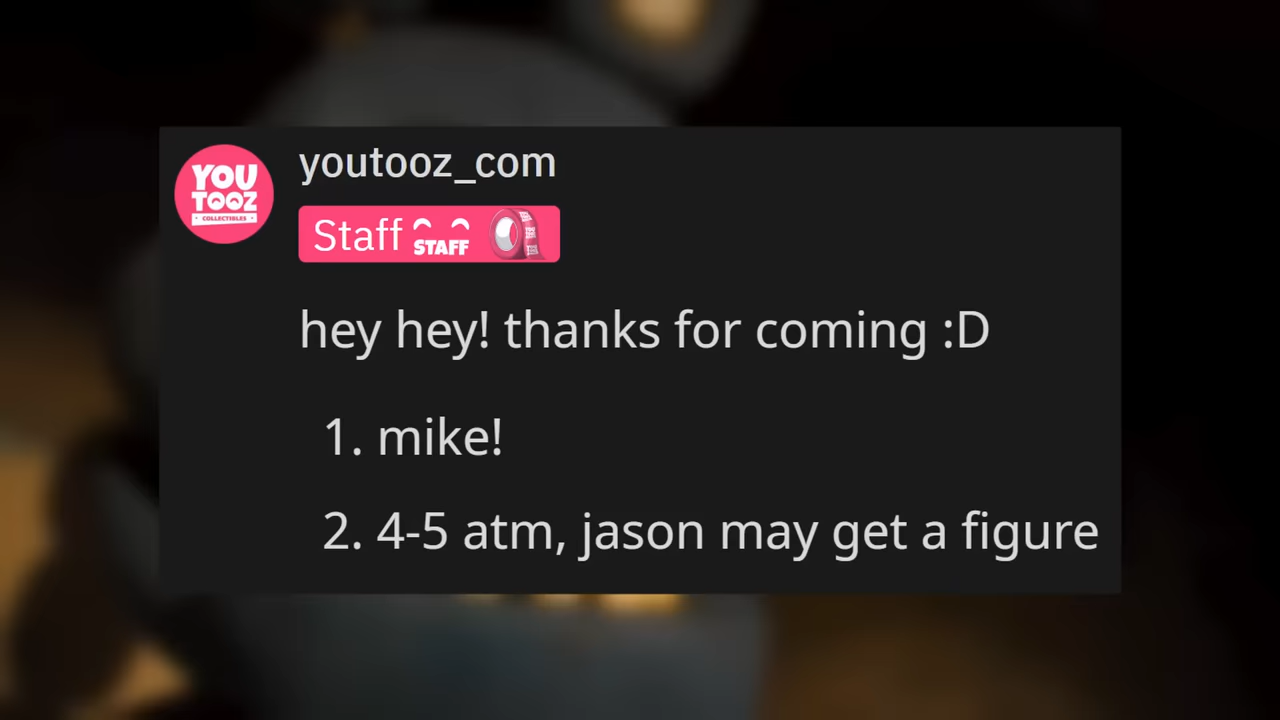 YOU
TOOZ
COLLECTIBLES
youtooz_com
Staff STAFF
hey hey! thanks for coming :D
1. mike!
2. 4-5 atm, jason may get a figure